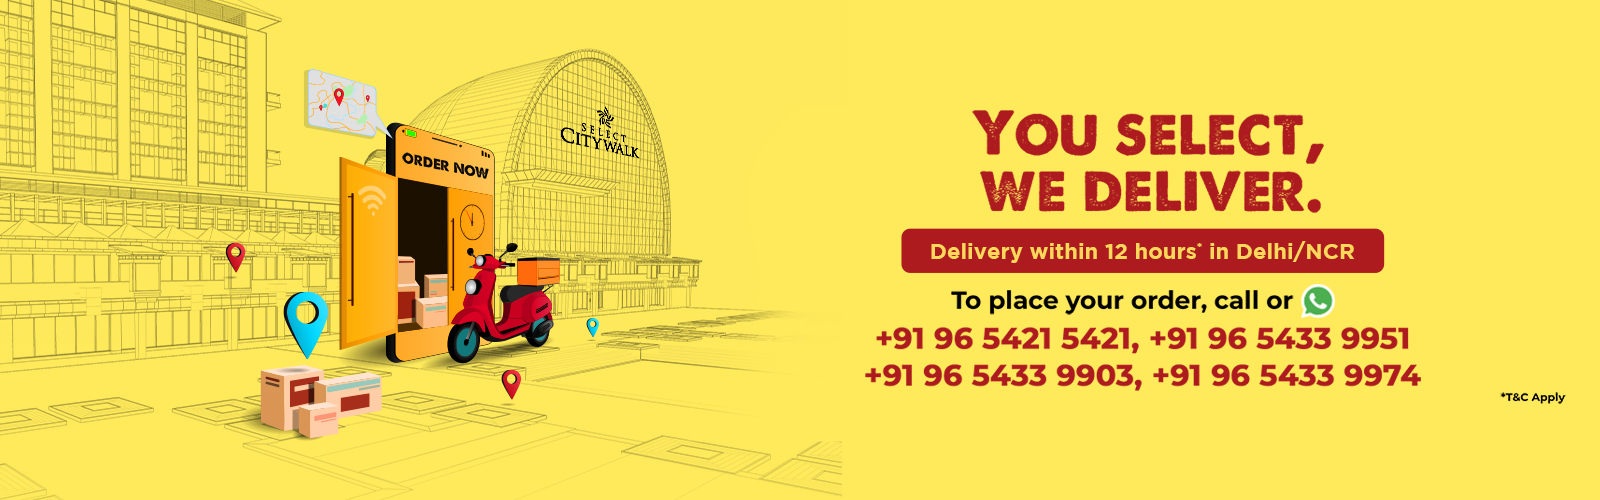 ORDER NOW
SELECT
CITYWALK
YOU SELECT,
WE DELIVER.
Delivery within 12 hours* in Delhi/NCR
To place your order, call or
+91 96 5421 5421, +91 96 5433 9951
+91 96 5433 9903, +91 96 5433 9974
*T&C Apply